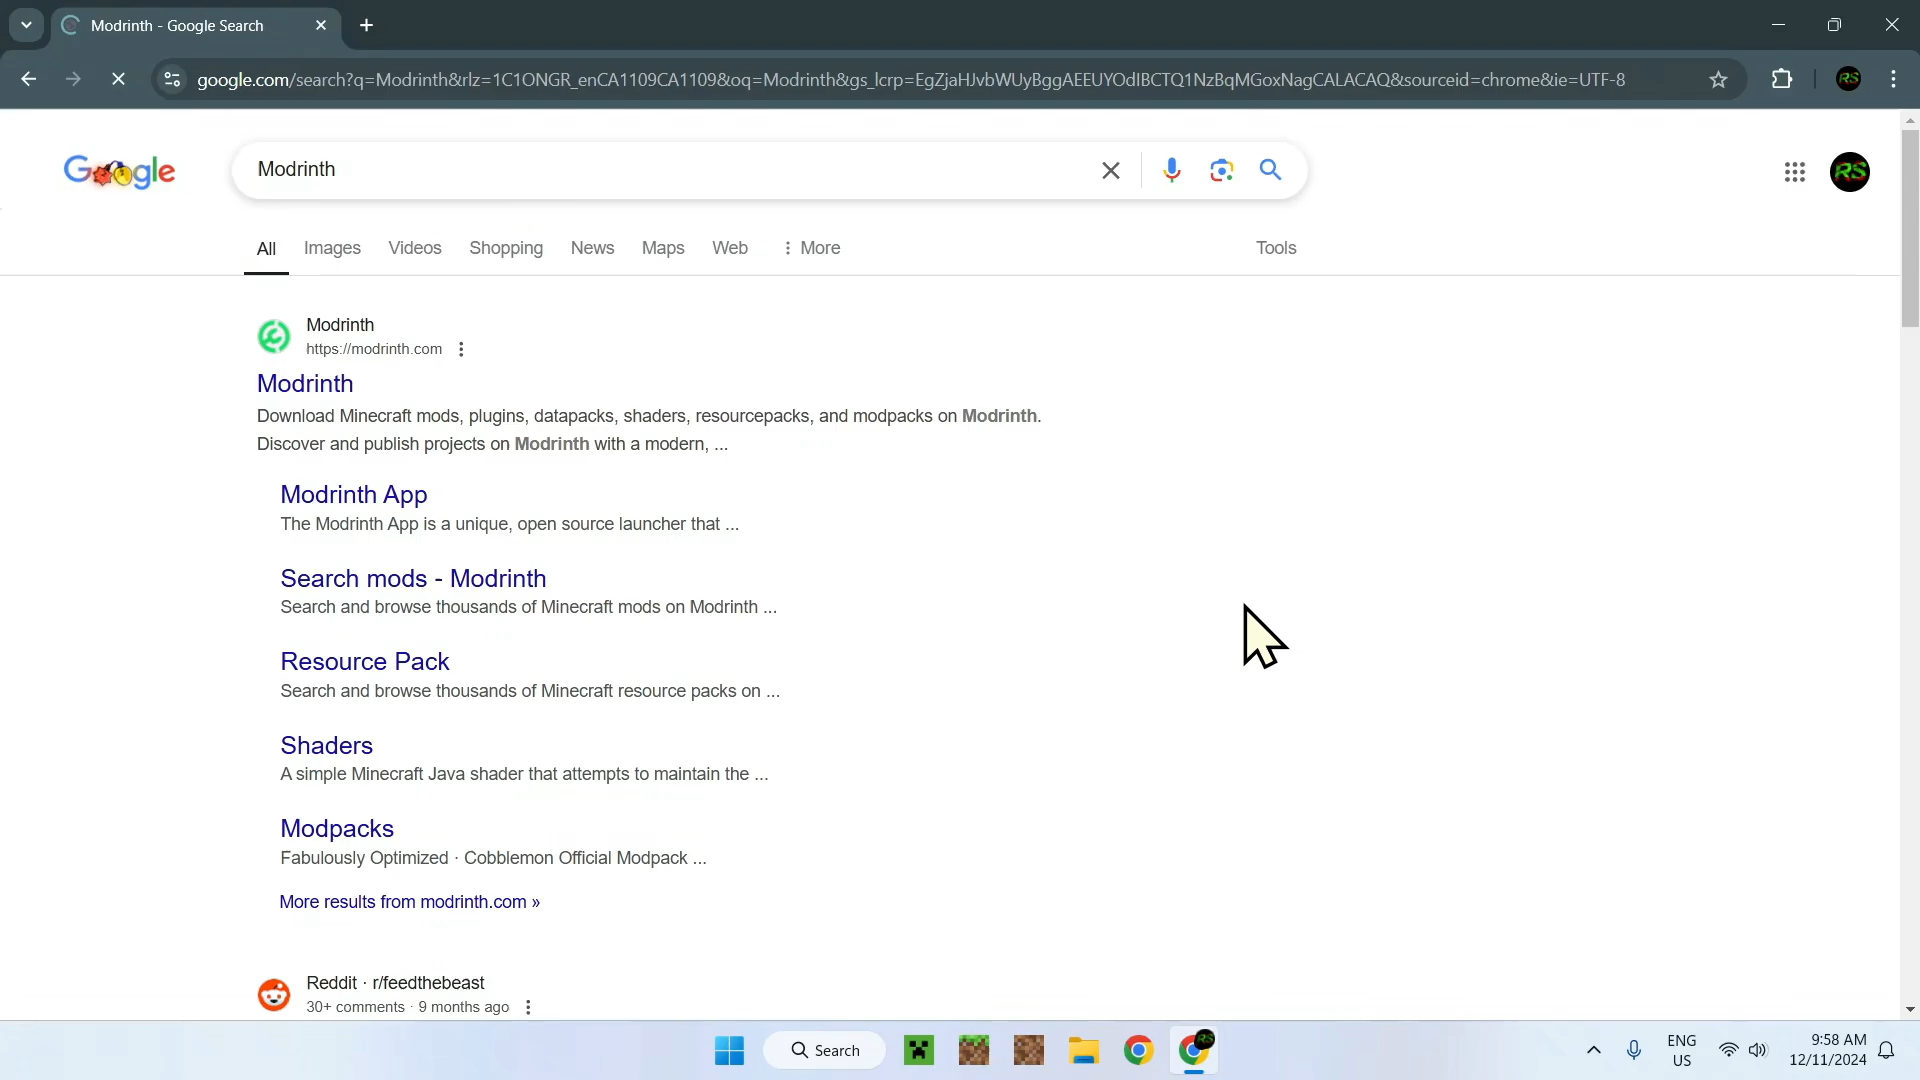 Modrinth - Google Search
google.com/search?q=Modrinth&rlz=1C1ONGR_enCA1109CA1109&oq=Modrinth&gs_lcrp=EgZjaHJvbWUyBggAEEUYOdIBCTQ1NzBqMGoxNagCALACAQ&sourceid=chrome&ie=UTF-8
RS
Google
Modrinth
RS
All Images Videos Shopping News Maps Web More Tools
Modrinth
https://modrinth.com
Modrinth
Download Minecraft mods, plugins, datapacks, shaders, resourcepacks, and modpacks on Modrinth.
Discover and publish projects on Modrinth with a modern, ...
Modrinth App
The Modrinth App is a unique, open source launcher that ...
Search mods - Modrinth
Search and browse thousands of Minecraft mods on Modrinth ...
Resource Pack
Search and browse thousands of Minecraft resource packs on ...
Shaders
A simple Minecraft Java shader that attempts to maintain the ...
Modpacks
Fabulously Optimized · Cobblemon Official Modpack ...
More results from modrinth.com »
Reddit · r/feedthebeast
30+ comments · 9 months ago
Search
RS
ENG
US
9:58 AM
12/11/2024